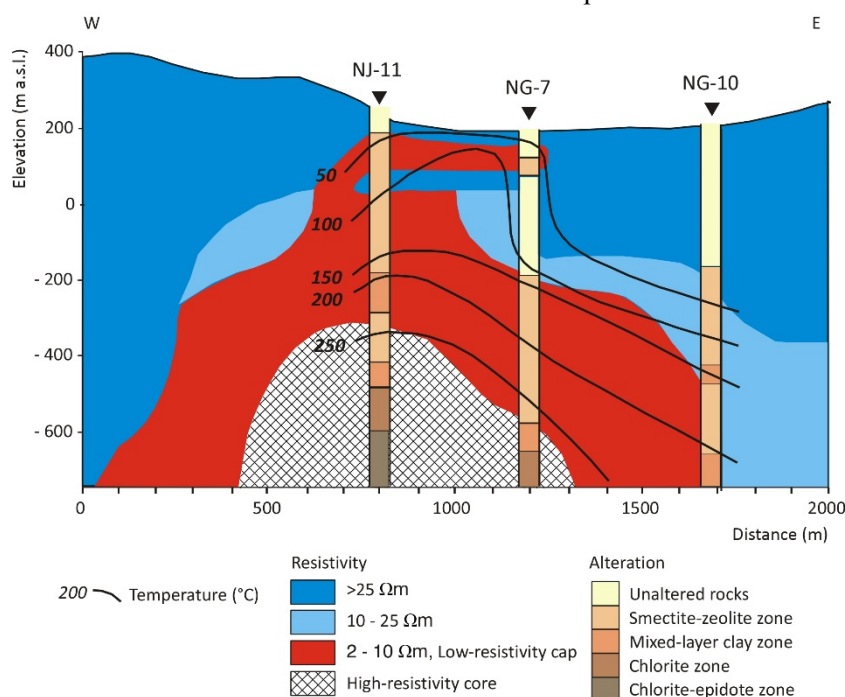 W
E
Elevation (m a.s.l.)
400
200
0
- 200
- 400
- 600
NJ-11
NG-7
NG-10
50
100
150
200
250
0
500
1000
1500
2000
Distance (m)
200 Temperature (°C)
Resistivity
>25 Ωm
10 - 25 Ωm
2 - 10 Ωm, Low-resistivity cap
High-resistivity core
Alteration
Unaltered rocks
Smectite-zeolite zone
Mixed-layer clay zone
Chlorite zone
Chlorite-epidote zone